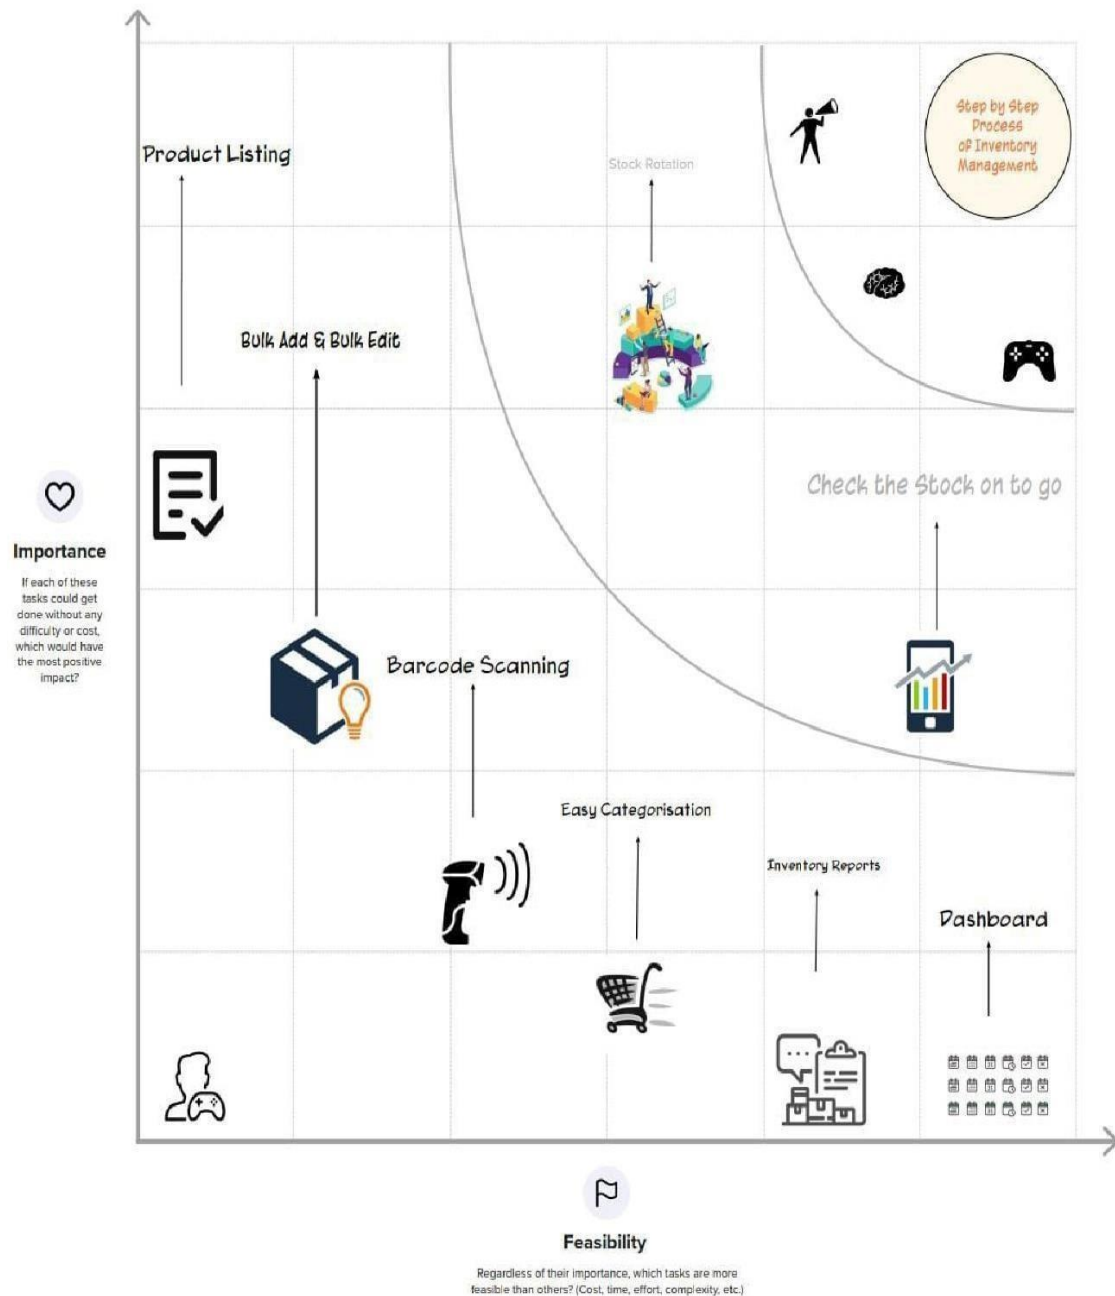 Step by Step
Process
of Inventory
Management
Product Listing
Stock Rotation
Bulk Add & Bulk Edit
Check the Stock on to go
Importance
If each of these
tasks could get
done without any
difficulty or cost,
which would have
the most positive
impact?
Barcode Scanning
Easy Categorisation
Inventory Reports
Dashboard
Feasibility
Regardless of their importance, which tasks are more
feasible than others? (Cost, time, effort, complexity, etc.)